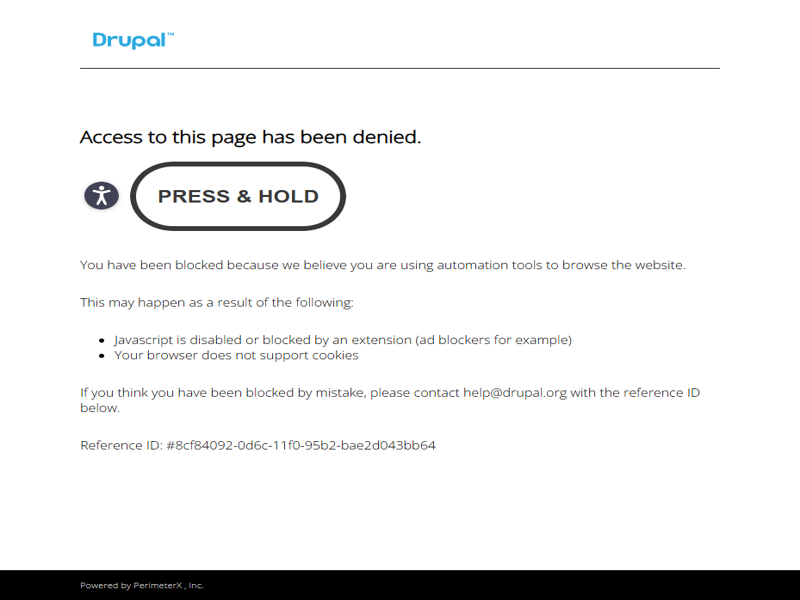 Drupal™
Access to this page has been denied.
PRESS & HOLD
You have been blocked because we believe you are using automation tools to browse the website.
This may happen as a result of the following:
• Javascript is disabled or blocked by an extension (ad blockers for example)
• Your browser does not support cookies
If you think you have been blocked by mistake, please contact help@drupal.org with the reference ID
below.
Reference ID: #8cf84092-0d6c-11f0-95b2-bae2d043bb64
Powered by PerimeterX , Inc.